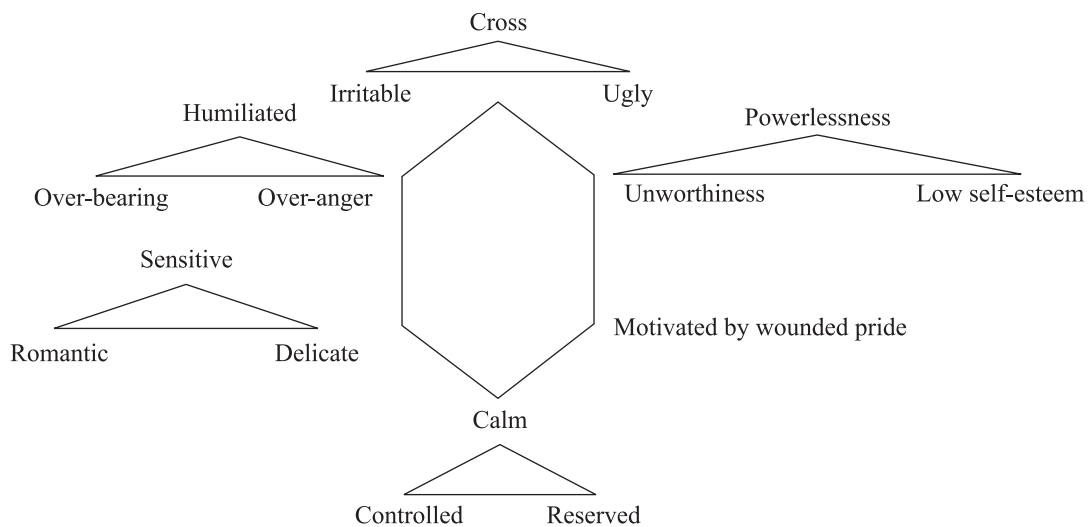 Cross
Irritable
Ugly
Humiliated
Powerlessness
Over-bearing
Over-anger
Unworthiness
Low self-esteem
Sensitive
Motivated by wounded pride
Romantic
Delicate
Calm
Controlled
Reserved